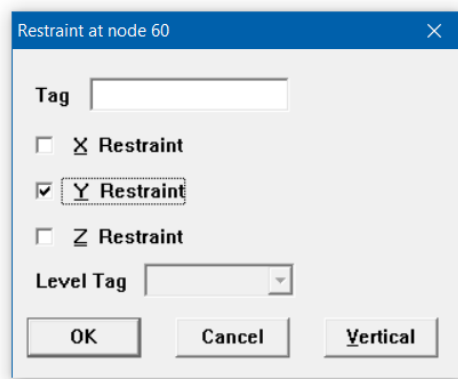 Restraint at node 60
Tag
X Restraint
Y Restraint
Z Restraint
Level Tag
OK Cancel Vertical